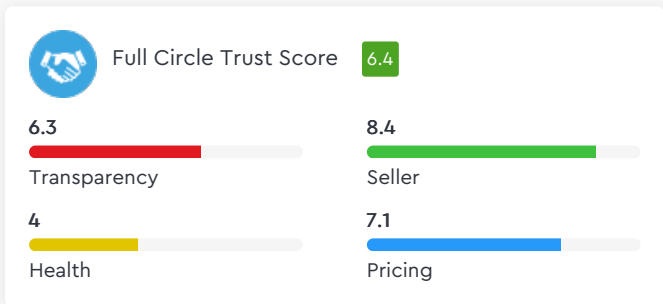 Full Circle Trust Score 6.4
6.3
Transparency
8.4
Seller
4
Health
7.1
Pricing